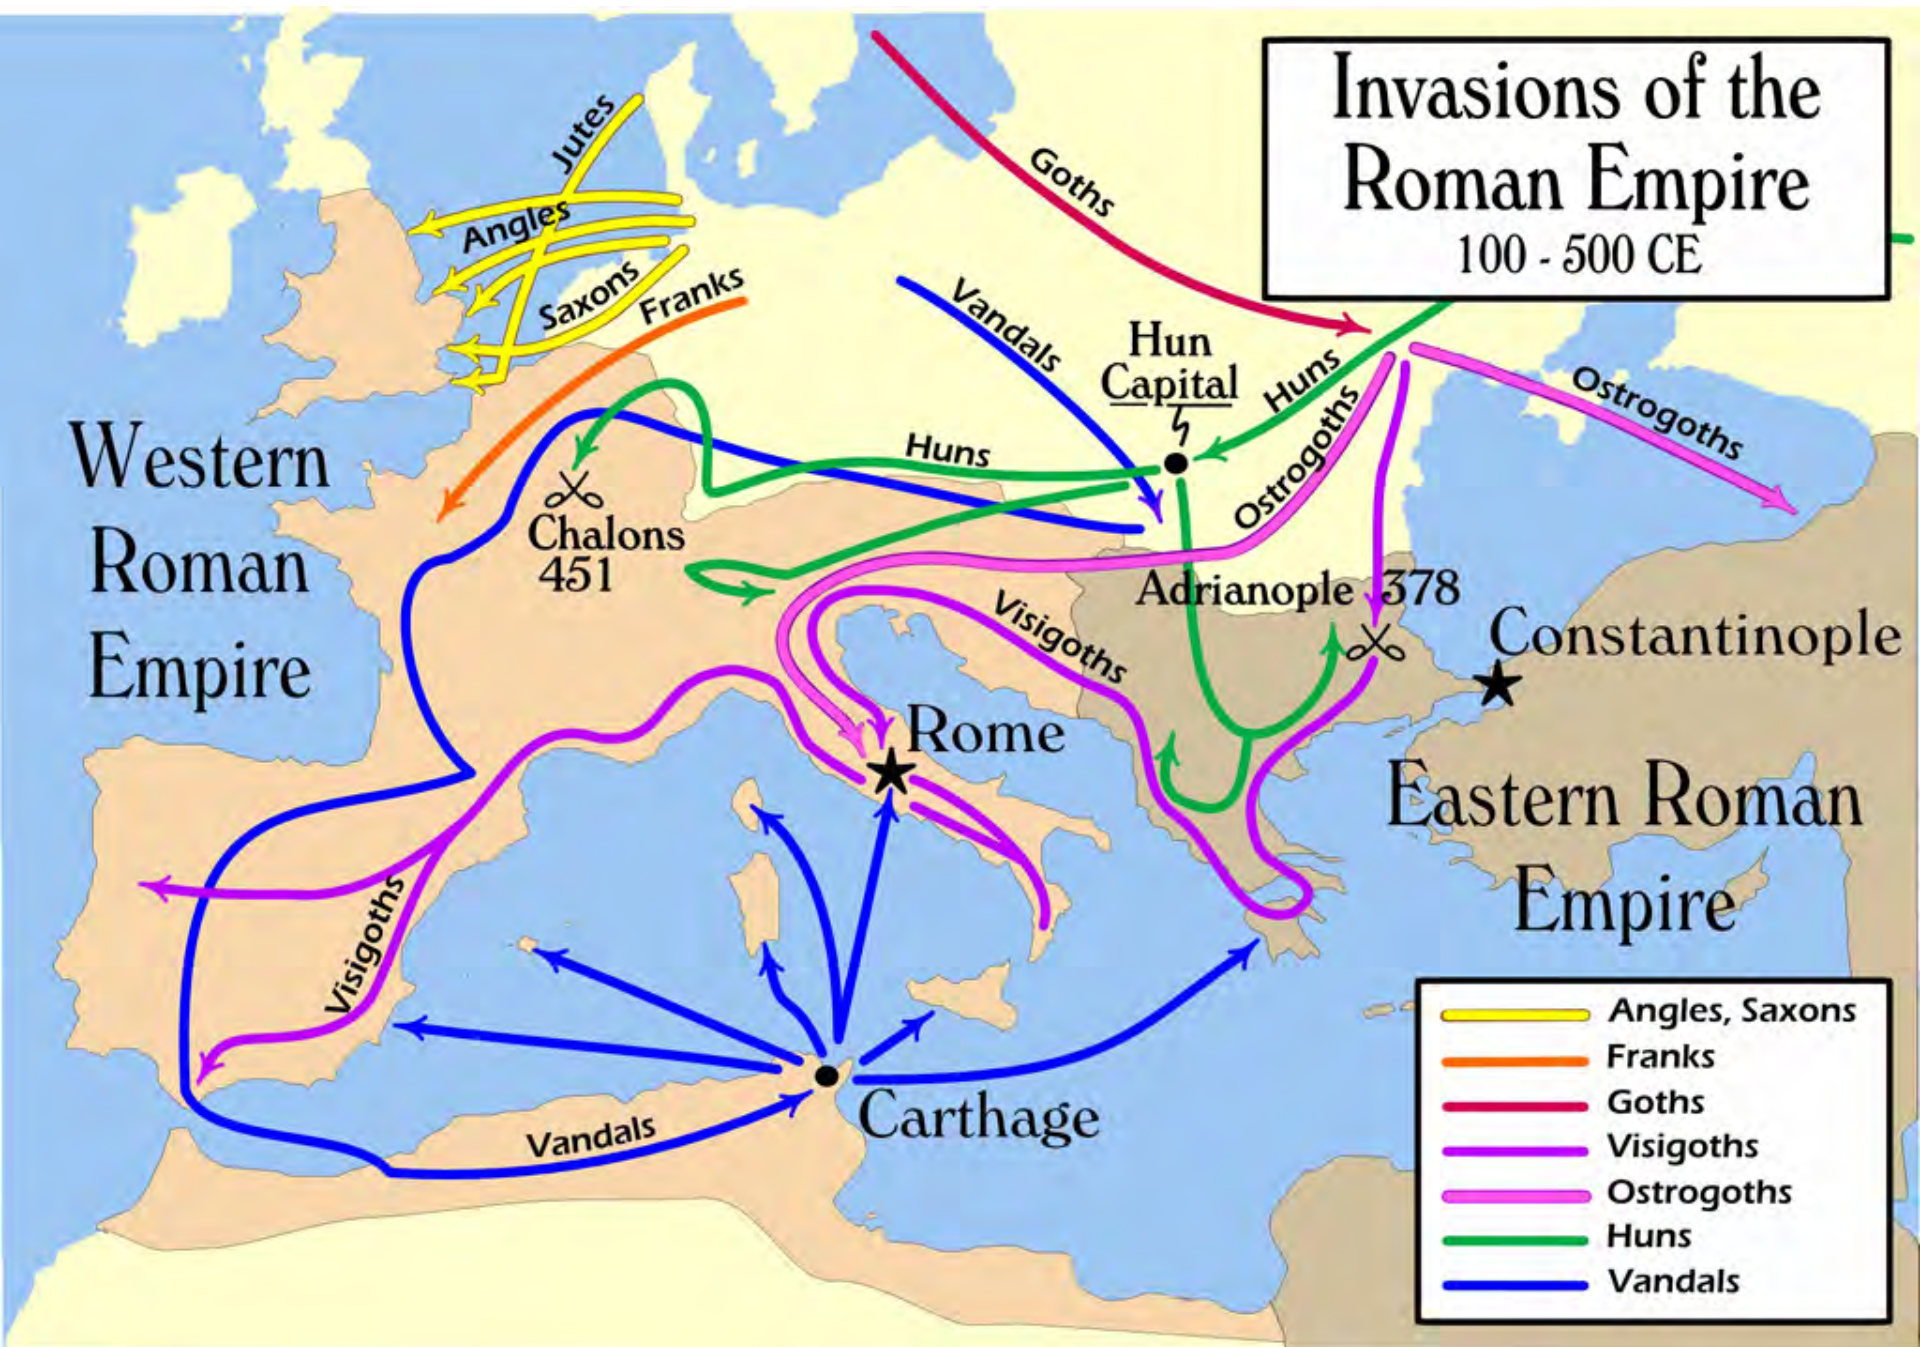 Invasions of the
Roman Empire
100 - 500 CE
Jutes
Angles
Saxons
Franks
Goths
Vandals
Hun
Capital
Huns
Ostrogoths
Ostrogoths
Huns
Western
Roman
Empire
Chalons
451
Adrianople 378
Visigoths
Constantinople
Rome
Eastern Roman
Empire
Visigoths
Carthage
Vandals
Angles, Saxons
Franks
Goths
Visigoths
Ostrogoths
Huns
Vandals